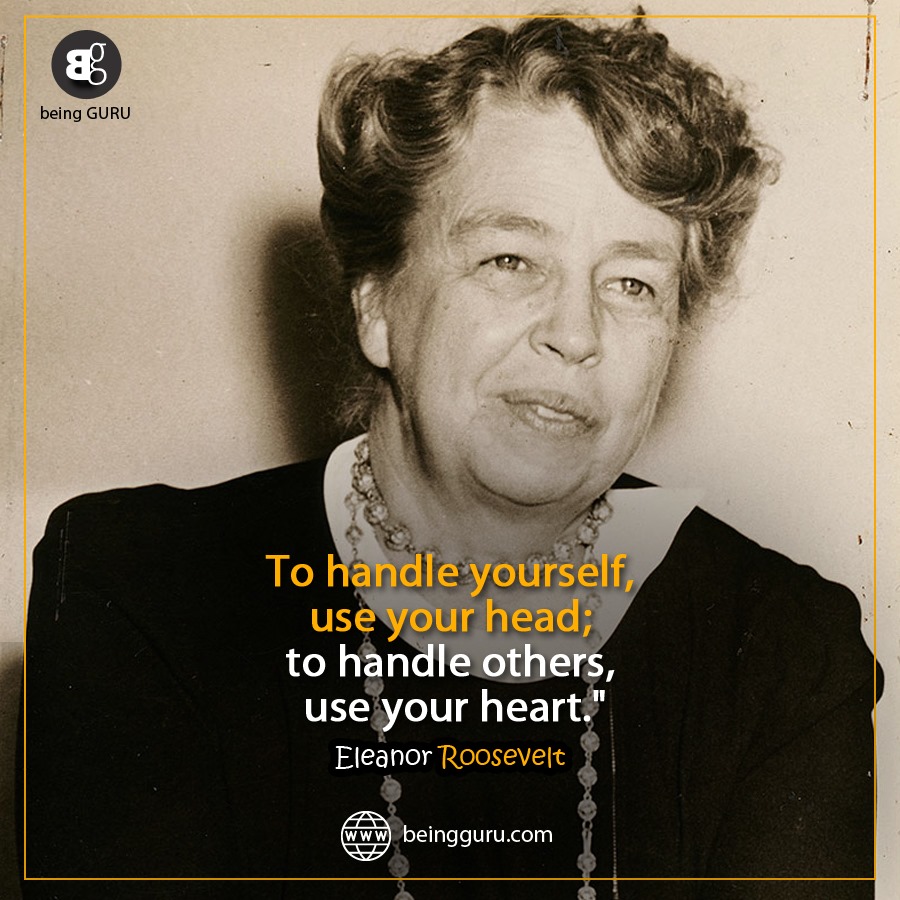 Bg
being GURU
To handle yourself,
use your head;
to handle others,
use your heart."
Eleanor Roosevelt
www
beingguru.com